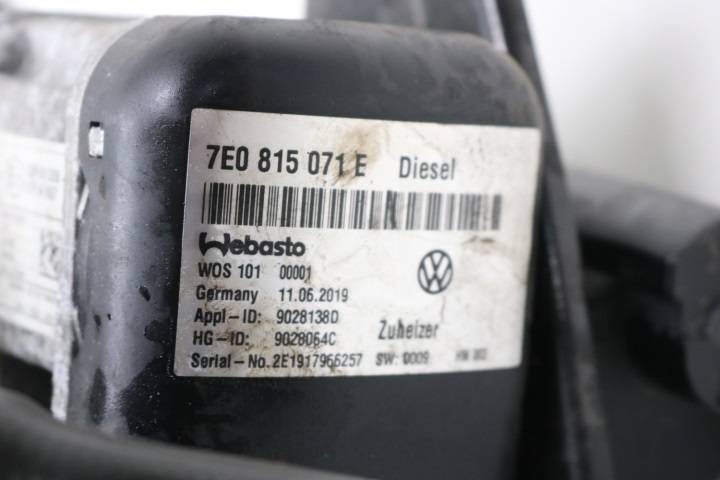 7E0 815 071 E Diesel
Webasto
WOS 101 00001
Germany 11.06.2019
Appl-ID: 9028138D
HG-ID: 9028064C Zuheizer
Serial-No. 2E1917966257 SW: 0009 HW